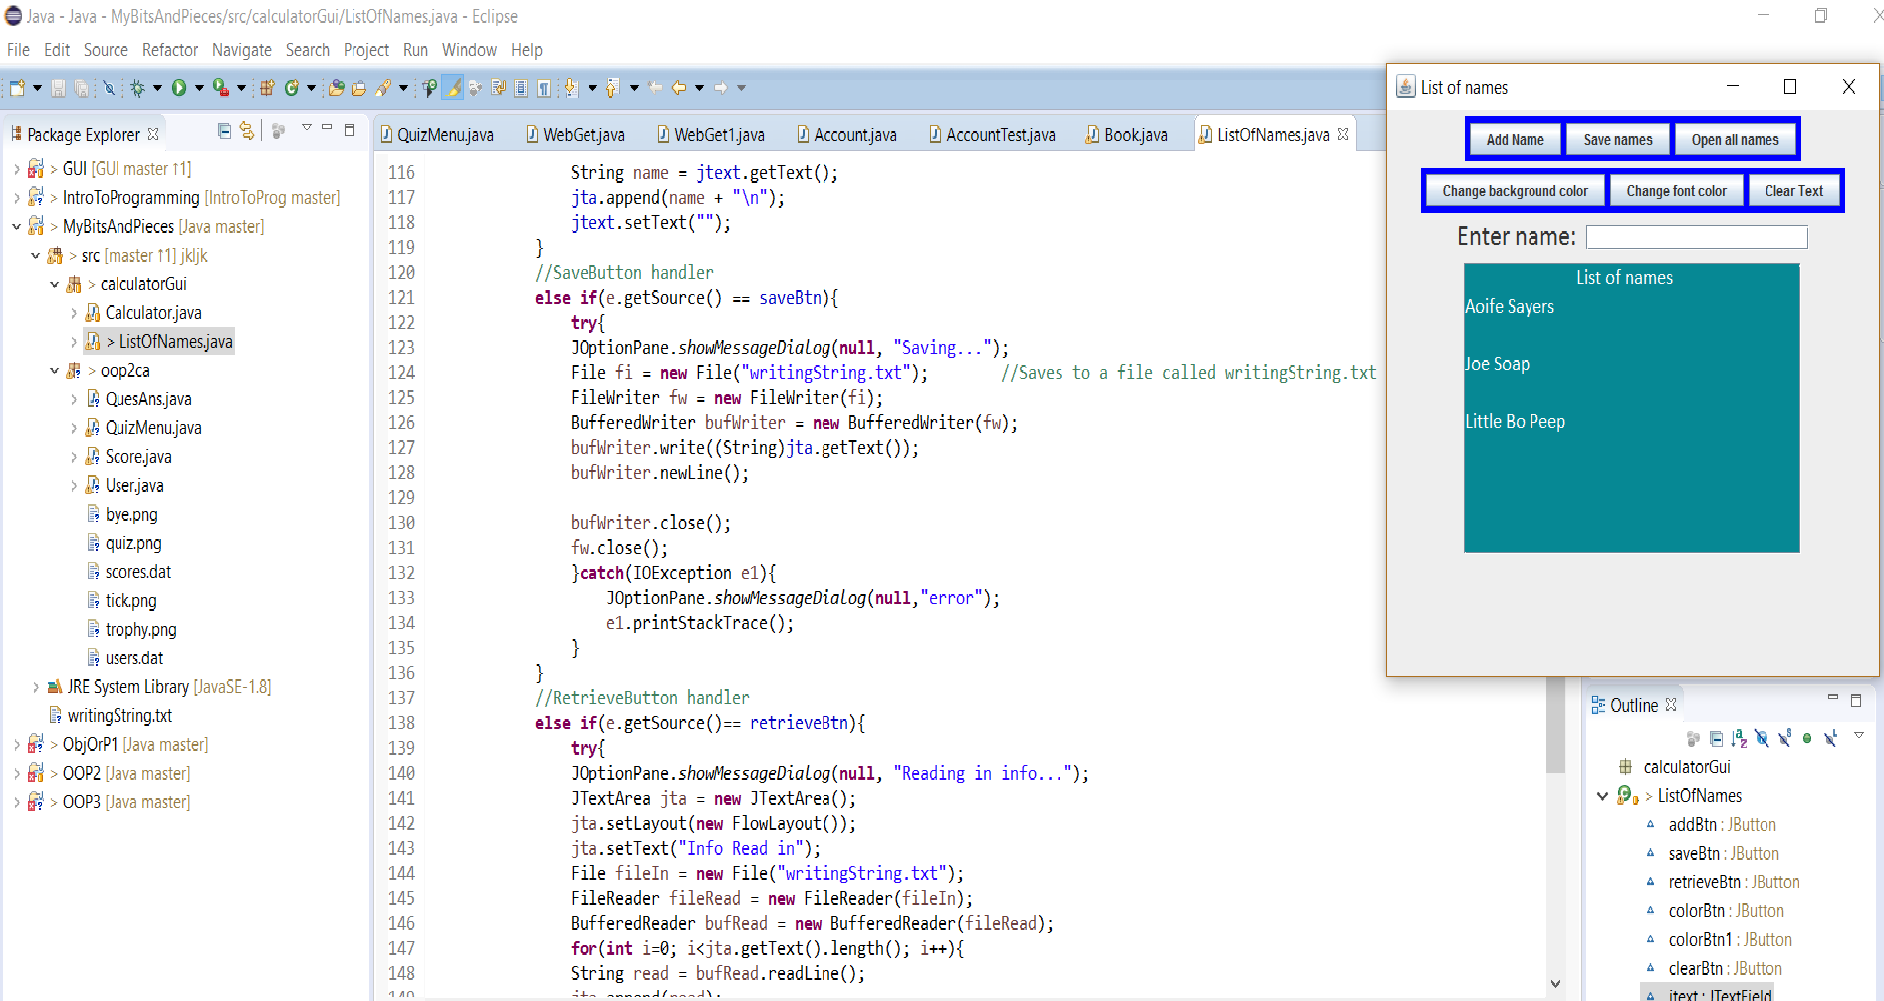 Java - Java - MyBitsAndPieces/src/calculatorGui/ListOfNames.java - Eclipse
File Edit Source Refactor Navigate Search Project Run Window Help
Package Explorer
> GUI [GUI master ↑1]
> IntroToProgramming [IntroToProg master]
> MyBitsAndPieces [Java master]
> src [master ↑1] jkljk
> calculatorGui
Calculator.java
> ListOfNames.java
> oop2ca
QuesAns.java
QuizMenu.java
Score.java
User.java
bye.png
quiz.png
scores.dat
tick.png
trophy.png
users.dat
JRE System Library [JavaSE-1.8]
writingString.txt
> ObjOrP1 [Java master]
> OOP2 [Java master]
> OOP3 [Java master]
QuizMenu.java WebGet.java WebGet1.java Account.java AccountTest.java Book.java ListOfNames.java
116 String name = jtext.getText();
117 jta.append(name + "\n");
118 jtext.setText("");
119 }
120 //SaveButton handler
121 else if(e.getSource() == saveBtn){
122 try{
123 JOptionPane.showMessageDialog(null, "Saving...");
124 File fi = new File("writingString.txt"); //Saves to a file called writingString.txt
125 FileWriter fw = new FileWriter(fi);
126 BufferedWriter bufWriter = new BufferedWriter(fw);
127 bufWriter.write((String)jta.getText());
128 bufWriter.newLine();
129
130 bufWriter.close();
131 fw.close();
132 }catch(IOException e1){
133 JOptionPane.showMessageDialog(null,"error");
134 e1.printStackTrace();
135 }
136 }
137 //RetrieveButton handler
138 else if(e.getSource()== retrieveBtn){
139 try{
140 JOptionPane.showMessageDialog(null, "Reading in info...");
141 JTextArea jta = new JTextArea();
142 jta.setLayout(new FlowLayout());
143 jta.setText("Info Read in");
144 File fileIn = new File("writingString.txt");
145 FileReader fileRead = new FileReader(fileIn);
146 BufferedReader bufRead = new BufferedReader(fileRead);
147 for(int i=0; i<jta.getText().length(); i++){
148 String read = bufRead.readLine();
149 jta.append(read);
List of names
Add Name Save names Open all names
Change background color Change font color Clear Text
Enter name:
List of names
Aoife Sayers
Joe Soap
Little Bo Peep
Outline
calculatorGui
> ListOfNames
addBtn : JButton
saveBtn : JButton
retrieveBtn : JButton
colorBtn : JButton
colorBtn1 : JButton
clearBtn : JButton
jtext : JTextField